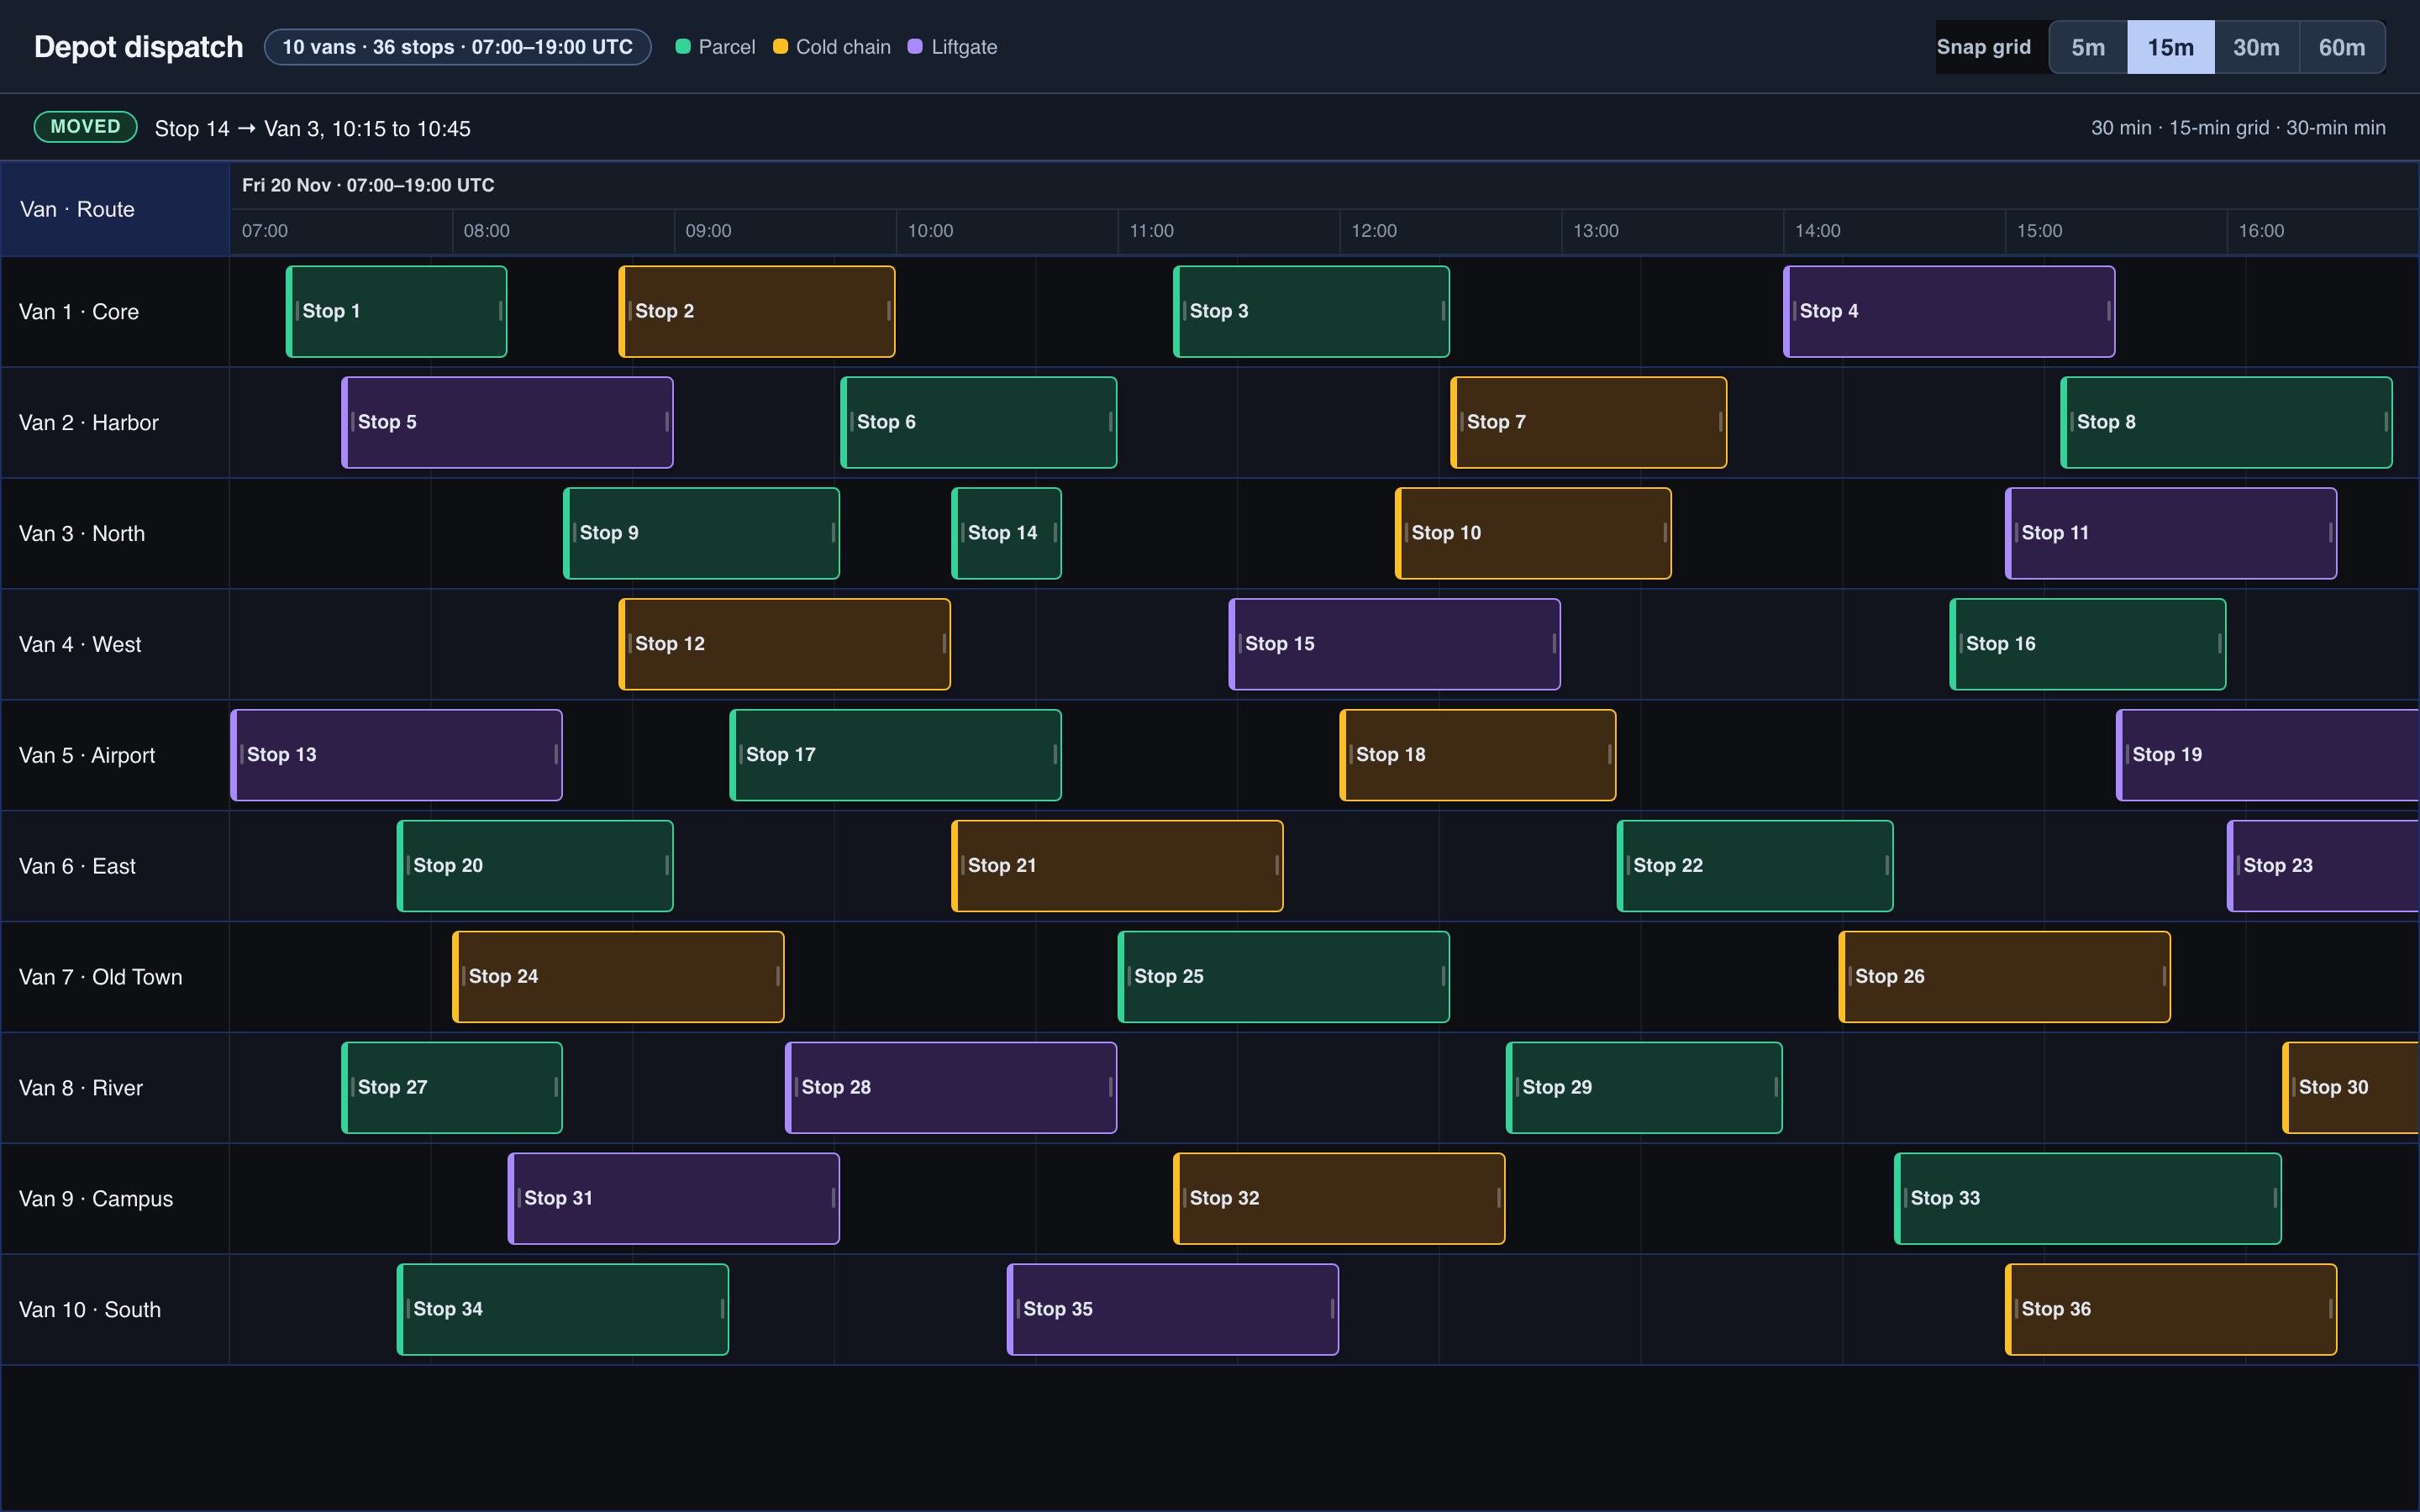 Depot dispatch
10 vans · 36 stops · 07:00–19:00 UTC
Parcel
Cold chain
Liftgate
Snap grid
5m
15m
30m
60m
MOVED
Stop 14 → Van 3, 10:15 to 10:45
30 min · 15-min grid · 30-min min
Van · Route
Fri 20 Nov · 07:00–19:00 UTC
07:00
08:00
09:00
10:00
11:00
12:00
13:00
14:00
15:00
16:00
Van 1 · Core
Stop 1
Stop 2
Stop 3
Stop 4
Van 2 · Harbor
Stop 5
Stop 6
Stop 7
Stop 8
Van 3 · North
Stop 9
Stop 14
Stop 10
Stop 11
Van 4 · West
Stop 12
Stop 15
Stop 16
Van 5 · Airport
Stop 13
Stop 17
Stop 18
Stop 19
Van 6 · East
Stop 20
Stop 21
Stop 22
Stop 23
Van 7 · Old Town
Stop 24
Stop 25
Stop 26
Van 8 · River
Stop 27
Stop 28
Stop 29
Stop 30
Van 9 · Campus
Stop 31
Stop 32
Stop 33
Van 10 · South
Stop 34
Stop 35
Stop 36